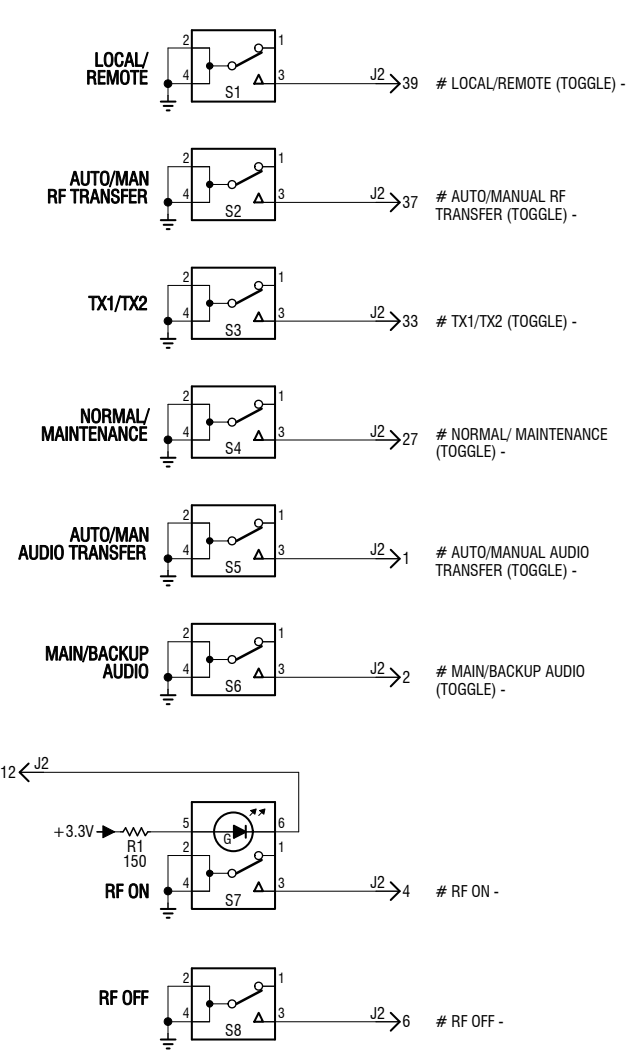 2 1
LOCAL/
REMOTE 4 3 J2 39 # LOCAL/REMOTE (TOGGLE) -
S1
2 1
AUTO/MAN
RF TRANSFER 4 3 J2 37 # AUTO/MANUAL RF
S2 TRANSFER (TOGGLE) -
2 1
TX1/TX2
4 3 J2 33 # TX1/TX2 (TOGGLE) -
S3
2 1
NORMAL/
MAINTENANCE 4 3 J2 27 # NORMAL/ MAINTENANCE
S4 (TOGGLE) -
2 1
AUTO/MAN
AUDIO TRANSFER 4 3 J2 1 # AUTO/MANUAL AUDIO
S5 TRANSFER (TOGGLE) -
2 1
MAIN/BACKUP
AUDIO 4 3 J2 2 # MAIN/BACKUP AUDIO
S6 (TOGGLE) -
12 J2
+3.3V 5 6
R1 G
150 2 1
RF ON 4 3 J2 4 # RF ON -
S7
2 1
RF OFF
4 3 J2 6 # RF OFF -
S8